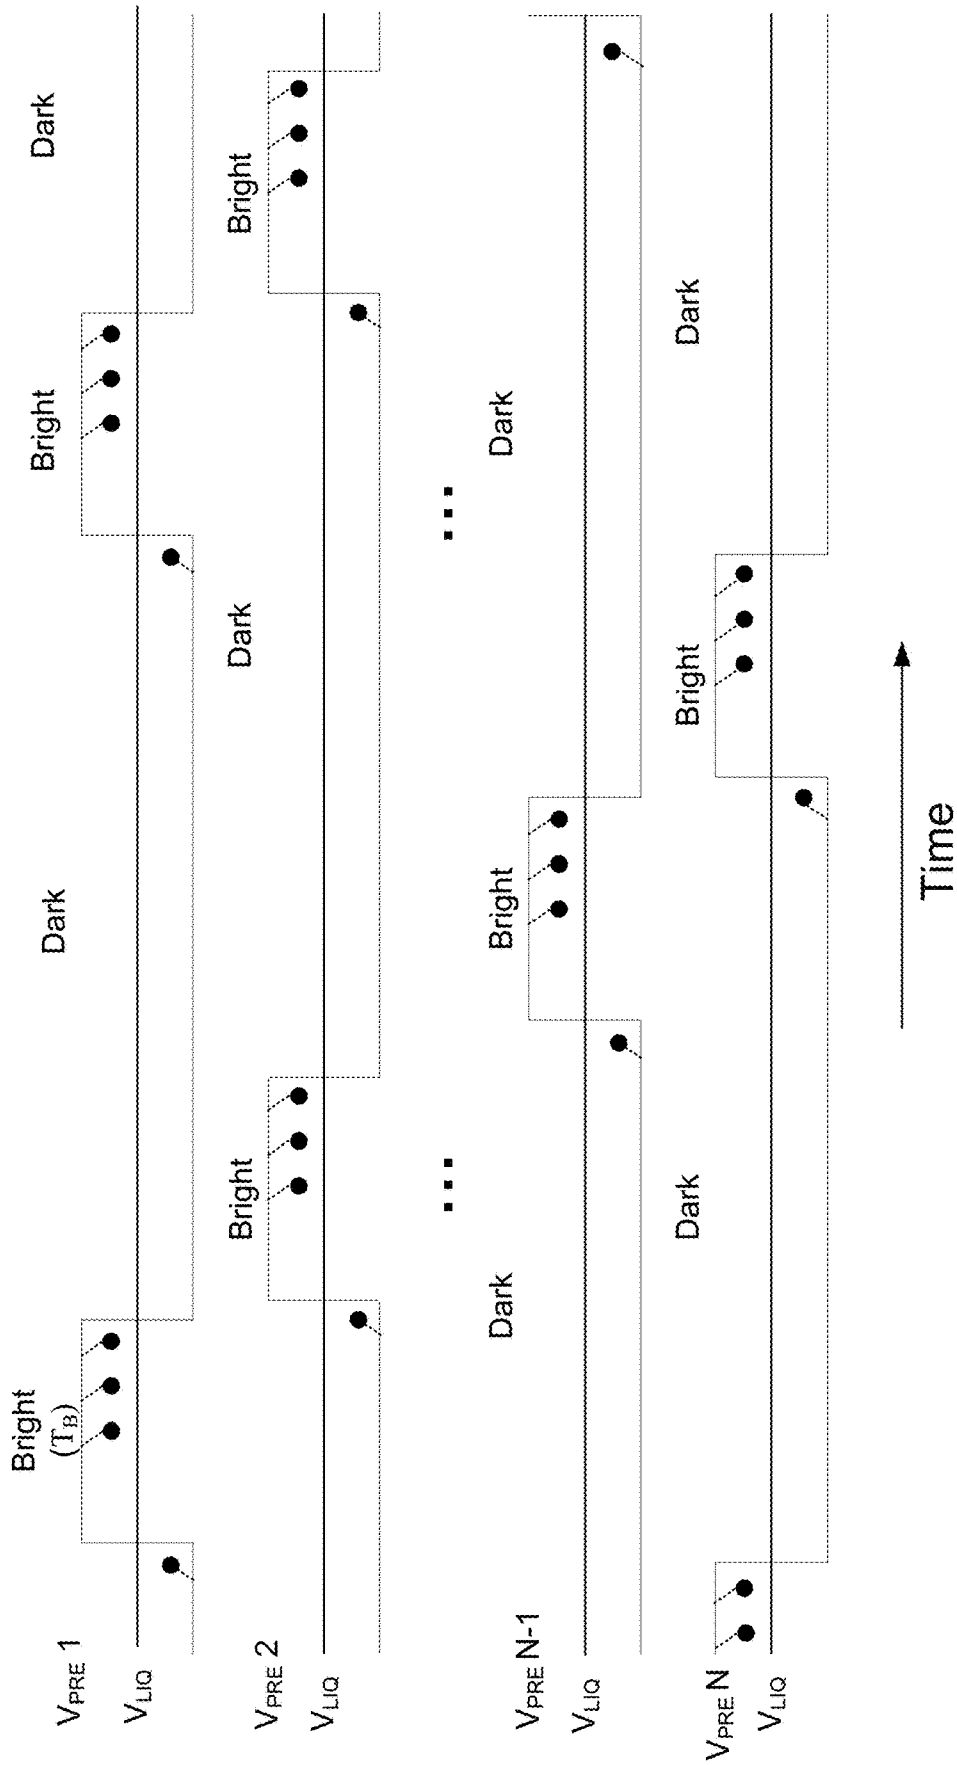 Bright Dark Bright Dark
(T_B)
V_PRE 1
V_LIQ
Bright Dark Bright
V_PRE 2
V_LIQ
... ...
Dark Bright Dark
V_PRE N-1
V_LIQ
Dark Bright Dark
V_PRE N
V_LIQ
Time